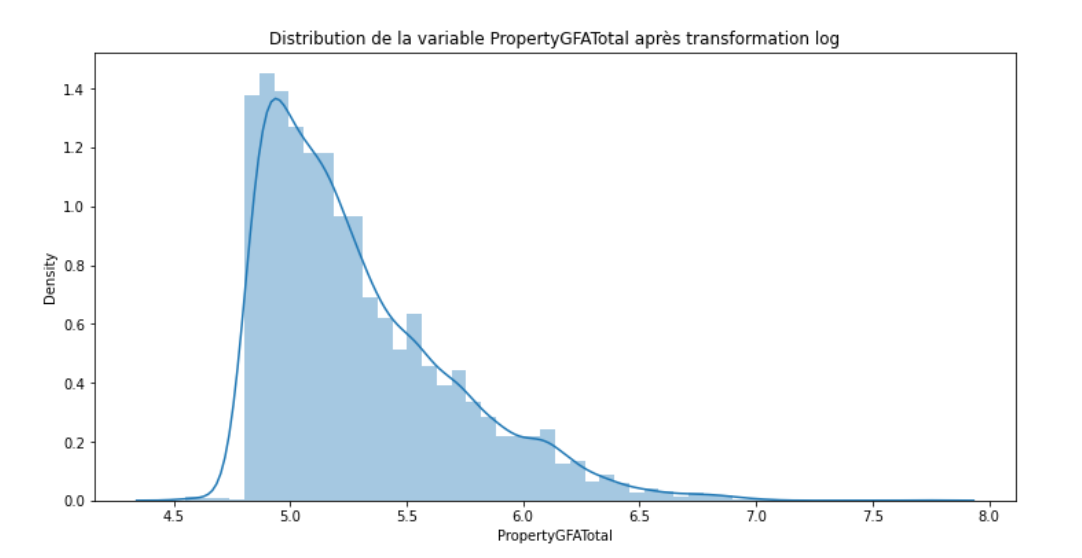 Distribution de la variable PropertyGFATotal après transformation log
Density
1.4
1.2
1.0
0.8
0.6
0.4
0.2
0.0
4.5 5.0 5.5 6.0 6.5 7.0 7.5 8.0
PropertyGFATotal